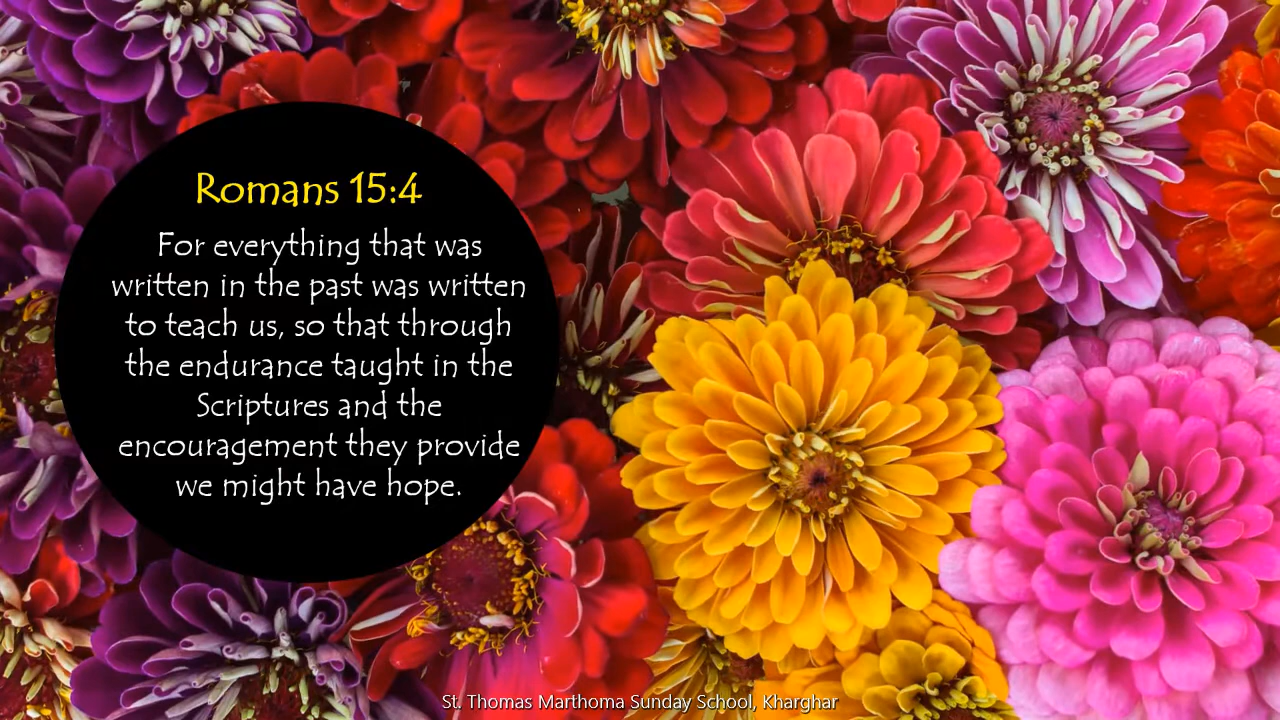 Romans 15:4
For everything that was
written in the past was written
to teach us, so that through
the endurance taught in the
Scriptures and the
encouragement they provide
we might have hope.
St. Thomas Marthoma Sunday School, Kharghar